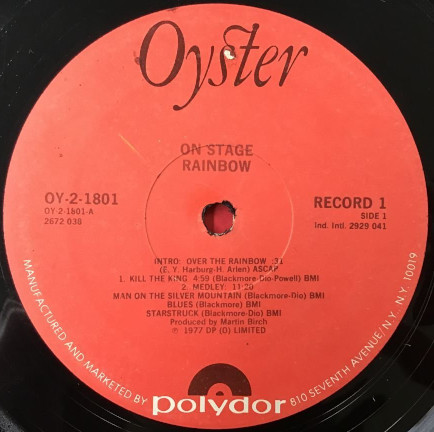 Oyster
ON STAGE
RAINBOW
OY-2-1801
OY-2-1801-A
2672 038
RECORD 1
SIDE 1
Ind. Intl. 2929 041
INTRO: OVER THE RAINBOW :31
(E. Y. Harburg-H. Arlen) ASCAP
1. KILL THE KING 4:59 (Blackmore-Dio-Powell) BMI
2. MEDLEY: 11:20
MAN ON THE SILVER MOUNTAIN (Blackmore-Dio) BMI
BLUES (Blackmore) BMI
STARSTRUCK (Blackmore-Dio) BMI
Produced by Martin Birch
℗ 1977 DP (O) LIMITED
MANUFACTURED AND MARKETED BY polydor 810 SEVENTH AVENUE/N.Y. N.Y. 10019